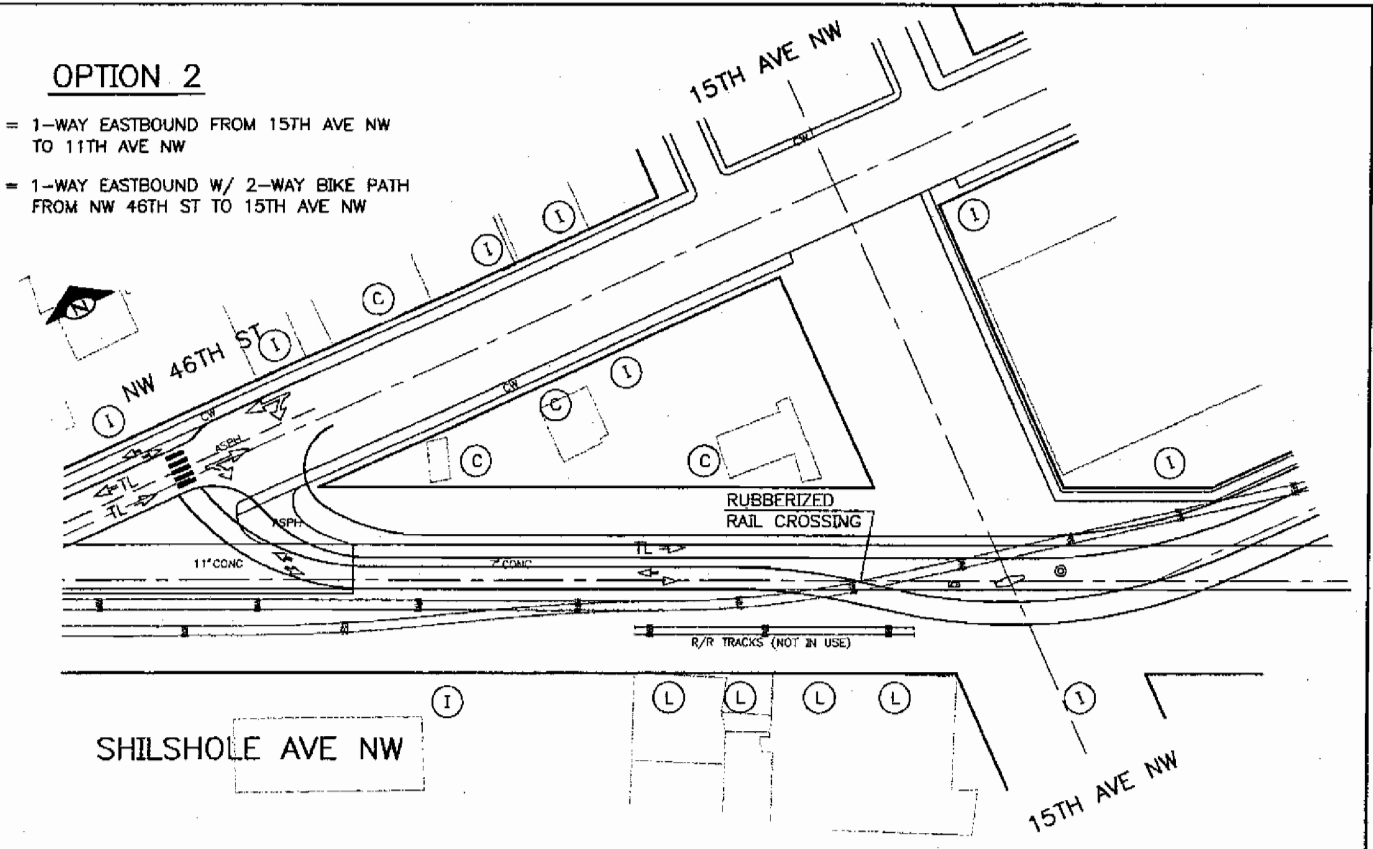 OPTION 2
= 1-WAY EASTBOUND FROM 15TH AVE NW
TO 11TH AVE NW
= 1-WAY EASTBOUND W/ 2-WAY BIKE PATH
FROM NW 46TH ST TO 15TH AVE NW
15TH AVE NW
CW
I
I
I
C
N
NW 46TH ST
I
I
CW
CW
I
C
ASPH
TL
TL
C
C
I
RUBBERIZED
RAIL CROSSING
ASPH
TL
11" CONC
7" CONC
R/R TRACKS (NOT IN USE)
I
L
L
L
L
I
SHILSHOLE AVE NW
15TH AVE NW